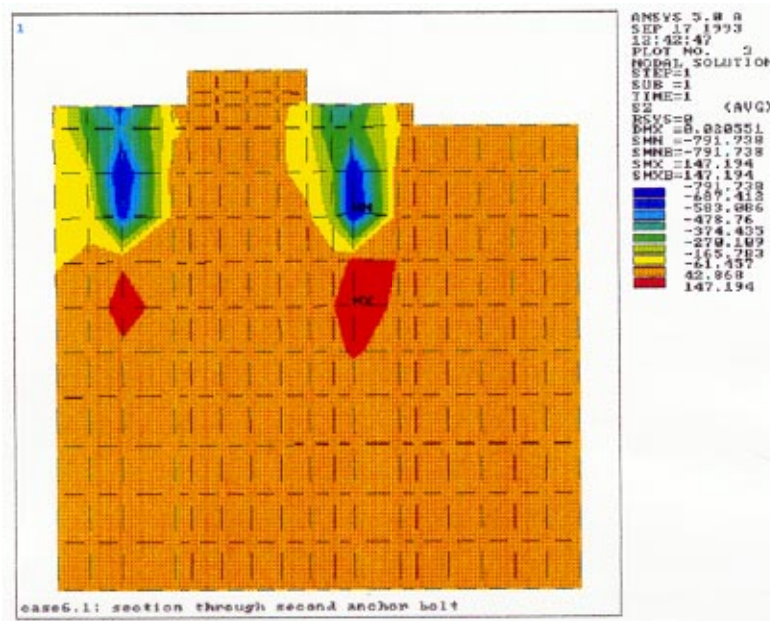 1
ANSYS 5.0 A
SEP 17 1993
12:42:47
PLOT NO. 3
NODAL SOLUTION
STEP=1
SUB =1
TIME=1
SZ (AVG)
RSYS=0
DMX =0.020551
SMN =-791.738
SMNB=-791.738
SMX =147.194
SMXB=147.194
-791.738
-687.412
-583.086
-478.76
-374.435
-270.109
-165.783
-61.457
42.868
147.194
MN
MX
case6.1: section through second anchor bolt